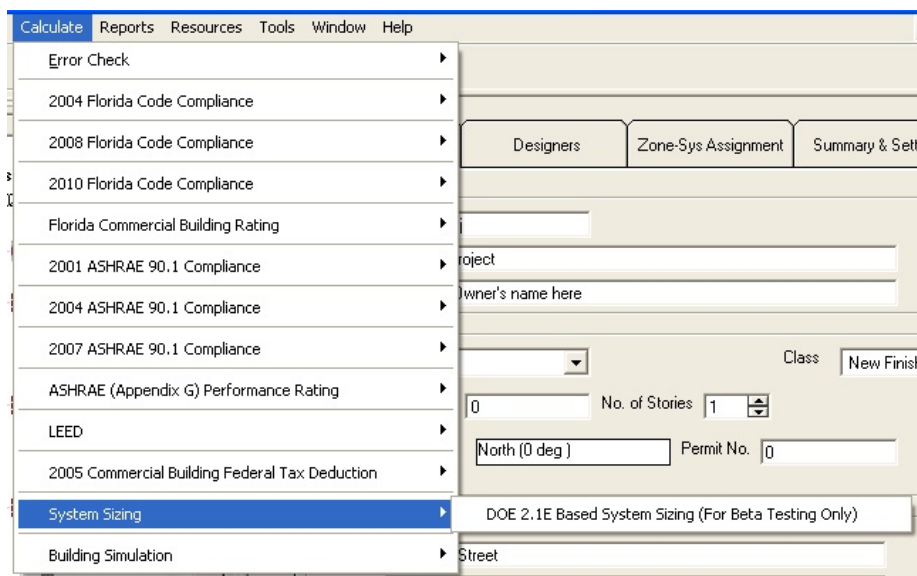 Calculate Reports Resources Tools Window Help
Error Check
2004 Florida Code Compliance
2008 Florida Code Compliance
2010 Florida Code Compliance
Florida Commercial Building Rating
2001 ASHRAE 90.1 Compliance
2004 ASHRAE 90.1 Compliance
2007 ASHRAE 90.1 Compliance
ASHRAE (Appendix G) Performance Rating
LEED
2005 Commercial Building Federal Tax Deduction
System Sizing
Building Simulation
DOE 2.1E Based System Sizing (For Beta Testing Only)
Designers Zone-Sys Assignment Summary & Sett
roject
Owner's name here
Class New Finish
0 No. of Stories 1
North (0 deg ) Permit No. 0
Street